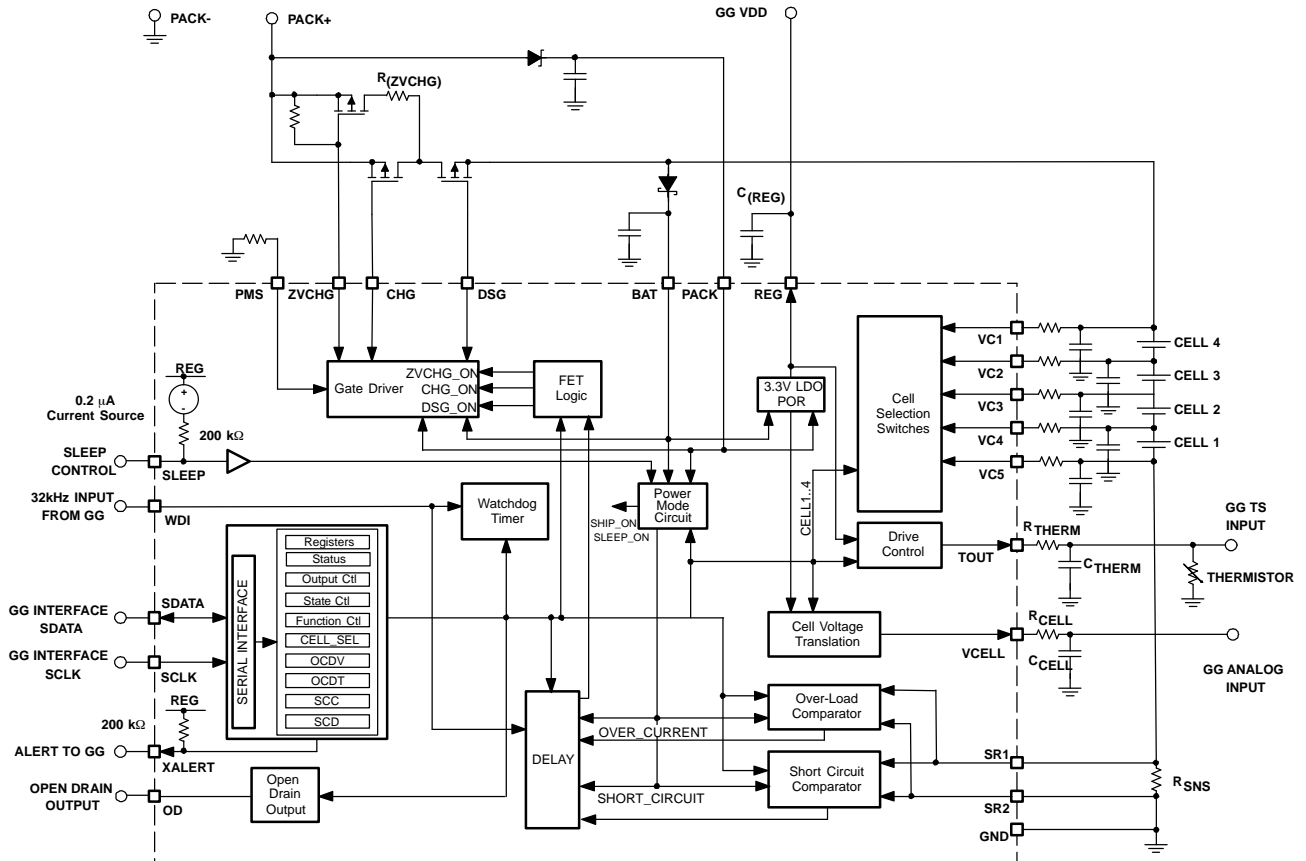 PACK-
PACK+
GG VDD
R(ZVCHG)
C(REG)
PMS
ZVCHG
CHG
DSG
BAT
PACK
REG
VC1
CELL 4
ZVCHG_ON
CHG_ON
DSG_ON
Gate Driver
FET
Logic
3.3V LDO
POR
Cell
Selection
Switches
VC2
CELL 3
VC3
CELL 2
VC4
CELL 1
VC5
REG
+
-
0.2 µA
Current Source
200 kΩ
SLEEP
CONTROL
SLEEP
32kHz INPUT
FROM GG
WDI
Watchdog
Timer
Power
Mode
Circuit
SHIP_ON
SLEEP_ON
CELL1..4
Drive
Control
TOUT
RTHERM
CTHERM
GG TS
INPUT
THERMISTOR
SERIAL INTERFACE
Registers
Status
Output Ctl
State Ctl
Function Ctl
CELL_SEL
OCDV
OCDT
SCC
SCD
GG INTERFACE
SDATA
SDATA
GG INTERFACE
SCLK
SCLK
Cell Voltage
Translation
VCELL
RCELL
CCELL
GG ANALOG
INPUT
REG
200 kΩ
ALERT TO GG
XALERT
DELAY
OVER_CURRENT
Over-Load
Comparator
SHORT_CIRCUIT
Short Circuit
Comparator
SR1
RSNS
SR2
GND
OPEN DRAIN
OUTPUT
OD
Open
Drain
Output